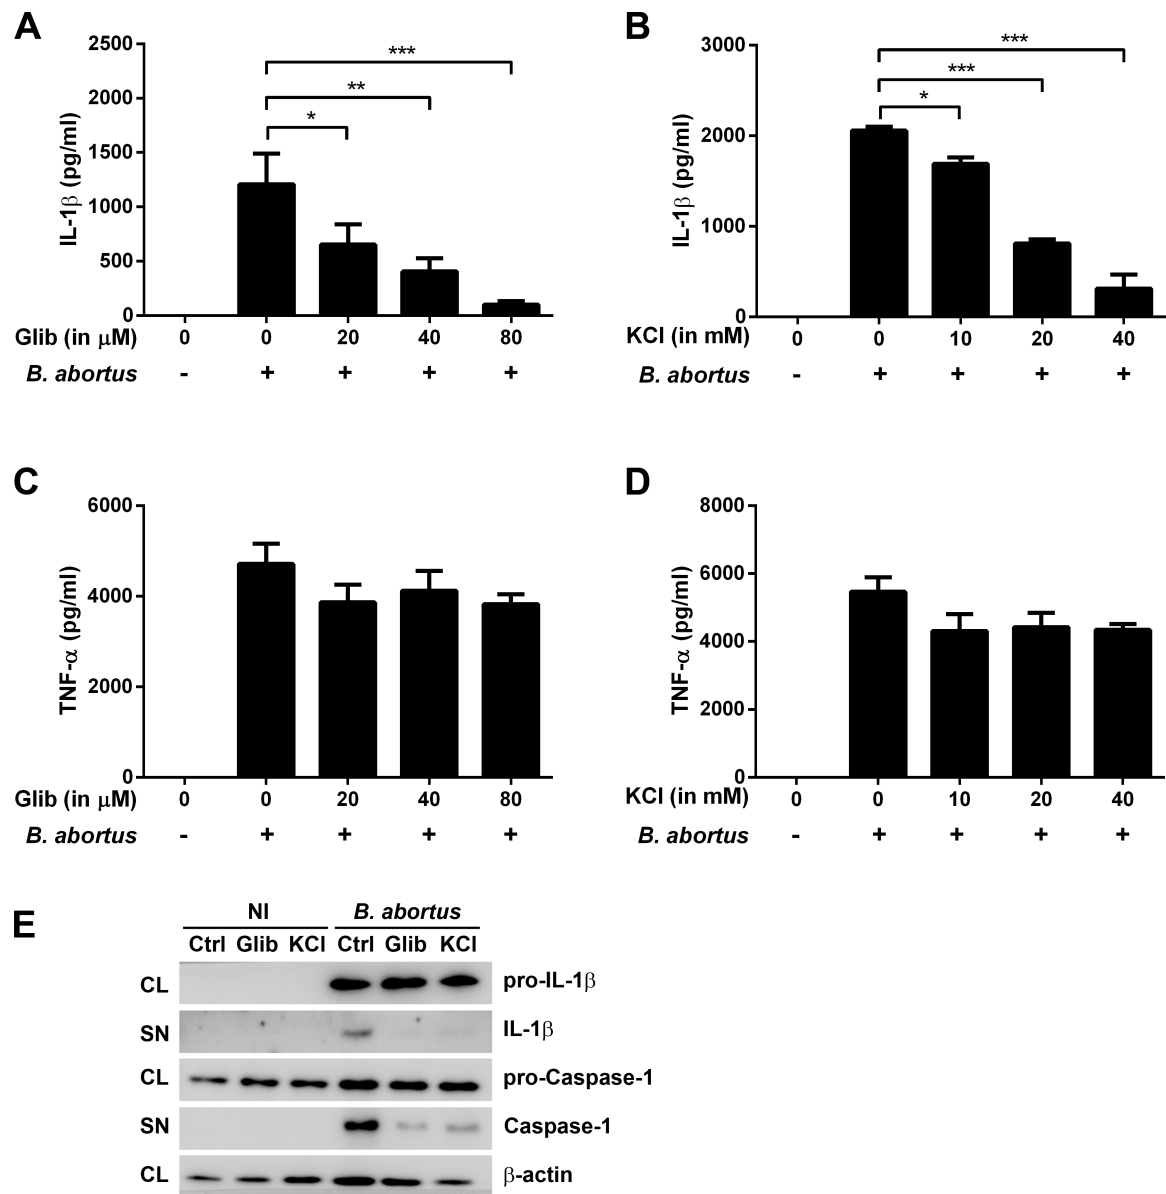 A
B
2500
2000
1500
1000
500
0
IL-1β (pg/ml)
***
**
*
Glib (in μM) 0 0 20 40 80
B. abortus - + + + +
3000
2000
1000
0
IL-1β (pg/ml)
***
***
*
KCl (in mM) 0 0 10 20 40
B. abortus - + + + +
C
D
6000
4000
2000
0
TNF-α (pg/ml)
Glib (in μM) 0 0 20 40 80
B. abortus - + + + +
8000
6000
4000
2000
0
TNF-α (pg/ml)
KCl (in mM) 0 0 10 20 40
B. abortus - + + + +
E
NI B. abortus
Ctrl Glib KCl Ctrl Glib KCl
CL pro-IL-1β
SN IL-1β
CL pro-Caspase-1
SN Caspase-1
CL β-actin